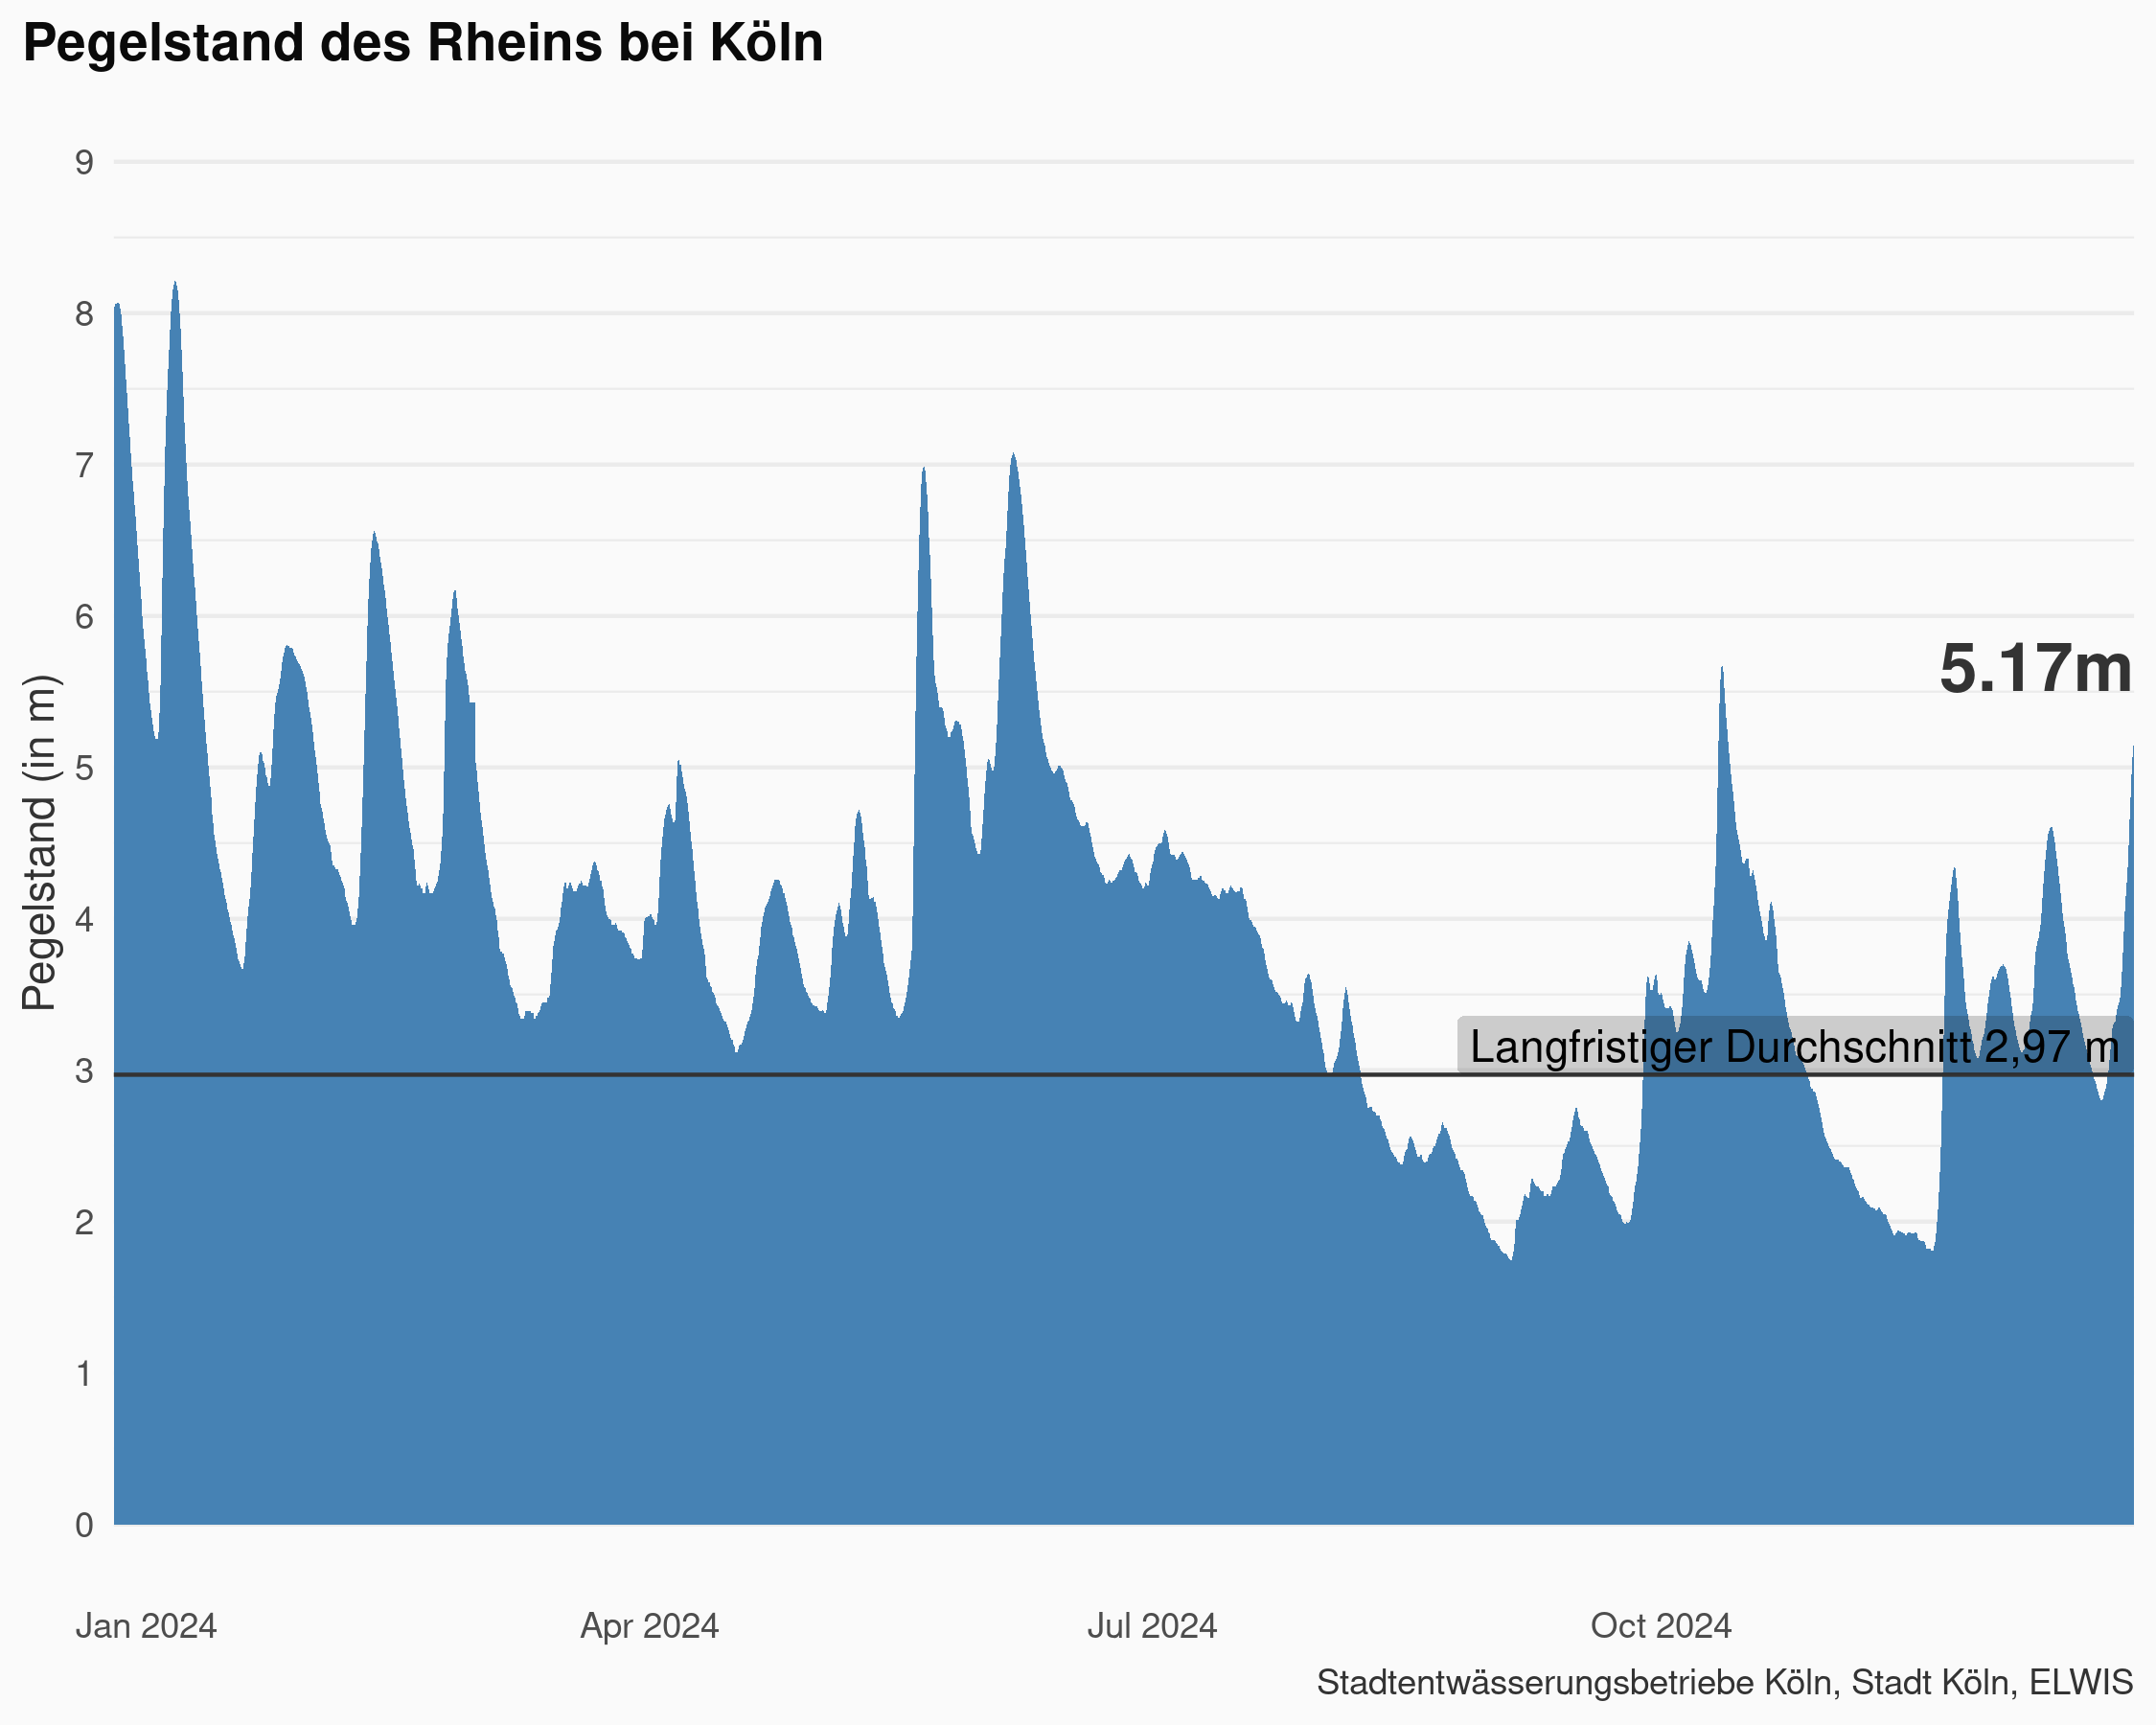 Pegelstand des Rheins bei Köln
Pegelstand (in m)
9
8
7
6
5
4
3
2
1
0
5.17m
Langfristiger Durchschnitt 2,97 m
Jan 2024
Apr 2024
Jul 2024
Oct 2024
Stadtentwässerungsbetriebe Köln, Stadt Köln, ELWIS